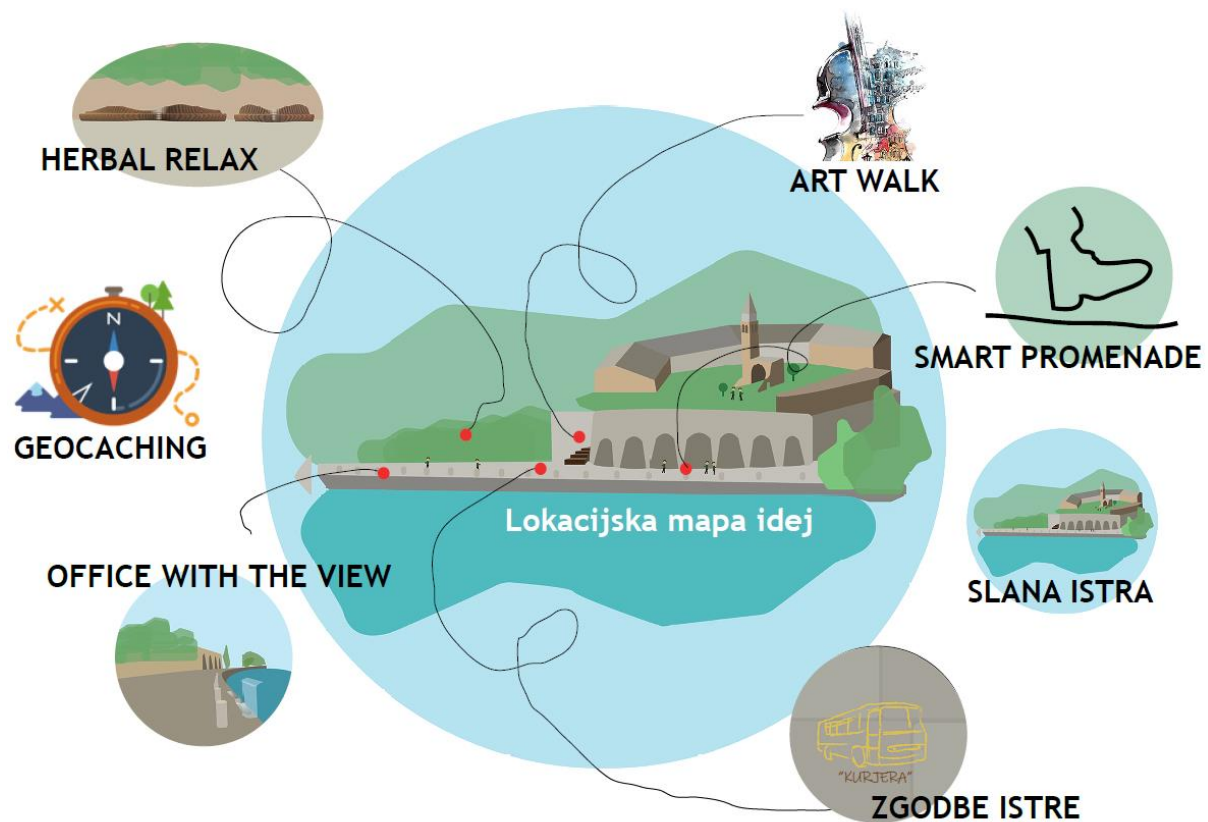 HERBAL RELAX
ART WALK
SMART PROMENADE
N
GEOCACHING
Lokacijska mapa idej
OFFICE WITH THE VIEW
SLANA ISTRA
"KURJERA"
ZGODBE ISTRE